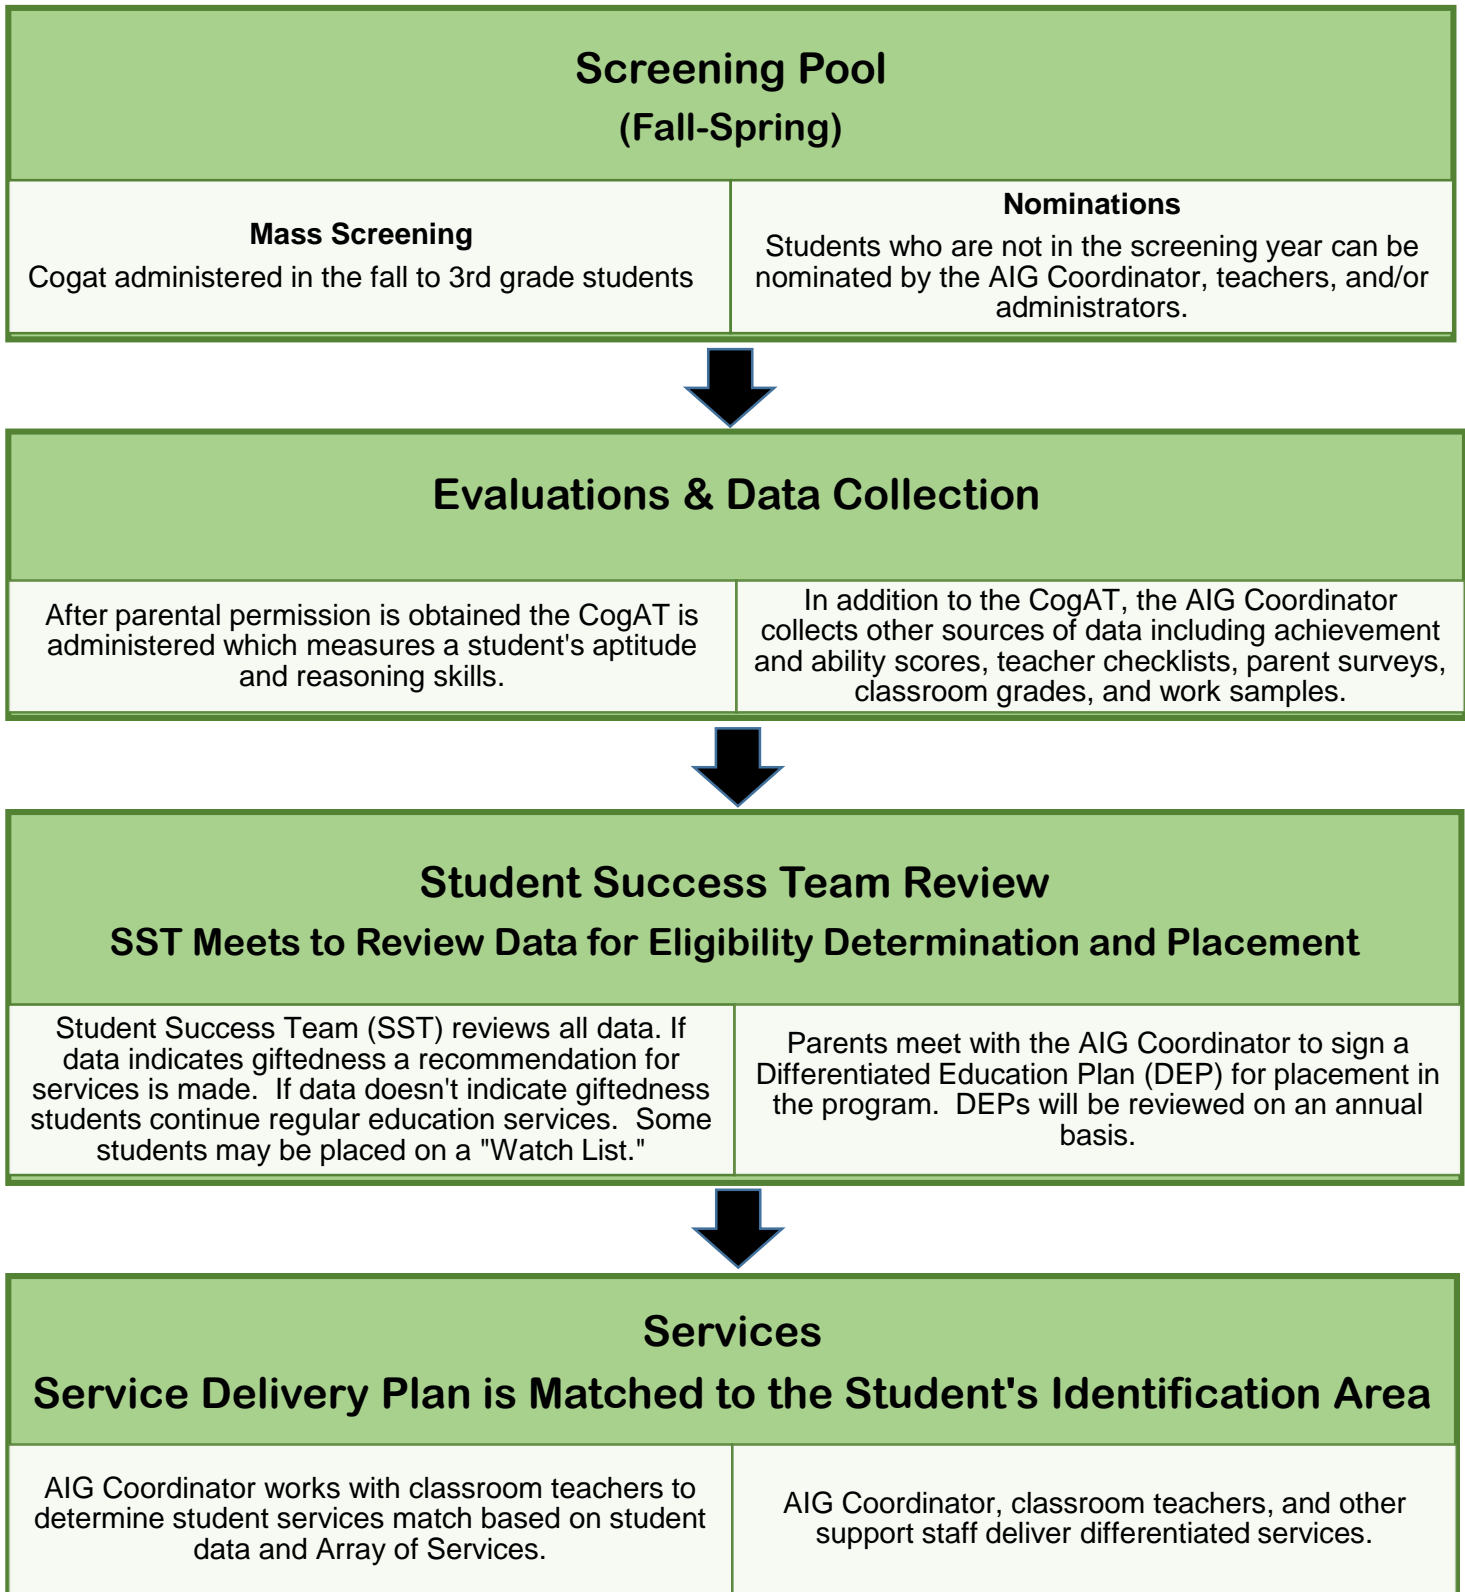 Screening Pool
(Fall-Spring)
Mass Screening
Cogat administered in the fall to 3rd grade students
Nominations
Students who are not in the screening year can be
nominated by the AIG Coordinator, teachers, and/or
administrators.
Evaluations & Data Collection
After parental permission is obtained the CogAT is
administered which measures a student's aptitude
and reasoning skills.
In addition to the CogAT, the AIG Coordinator
collects other sources of data including achievement
and ability scores, teacher checklists, parent surveys,
classroom grades, and work samples.
Student Success Team Review
SST Meets to Review Data for Eligibility Determination and Placement
Student Success Team (SST) reviews all data. If
data indicates giftedness a recommendation for
services is made.  If data doesn't indicate giftedness
students continue regular education services.  Some
students may be placed on a "Watch List."
Parents meet with the AIG Coordinator to sign a
Differentiated Education Plan (DEP) for placement in
the program.  DEPs will be reviewed on an annual
basis.
Services
Service Delivery Plan is Matched to the Student's Identification Area
AIG Coordinator works with classroom teachers to
determine student services match based on student
data and Array of Services.
AIG Coordinator, classroom teachers, and other
support staff deliver differentiated services.